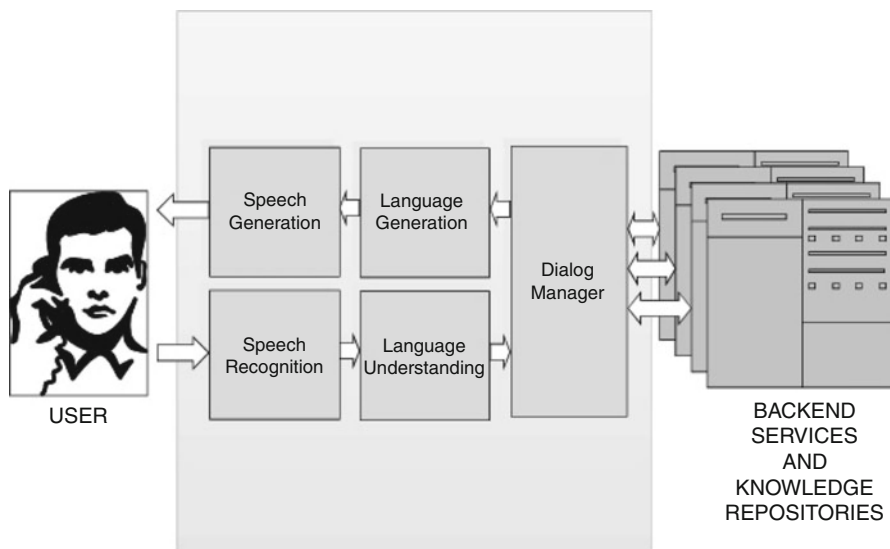 Speech
Generation
Language
Generation
Dialog
Manager
Speech
Recognition
Language
Understanding
USER
BACKEND
SERVICES
AND
KNOWLEDGE
REPOSITORIES